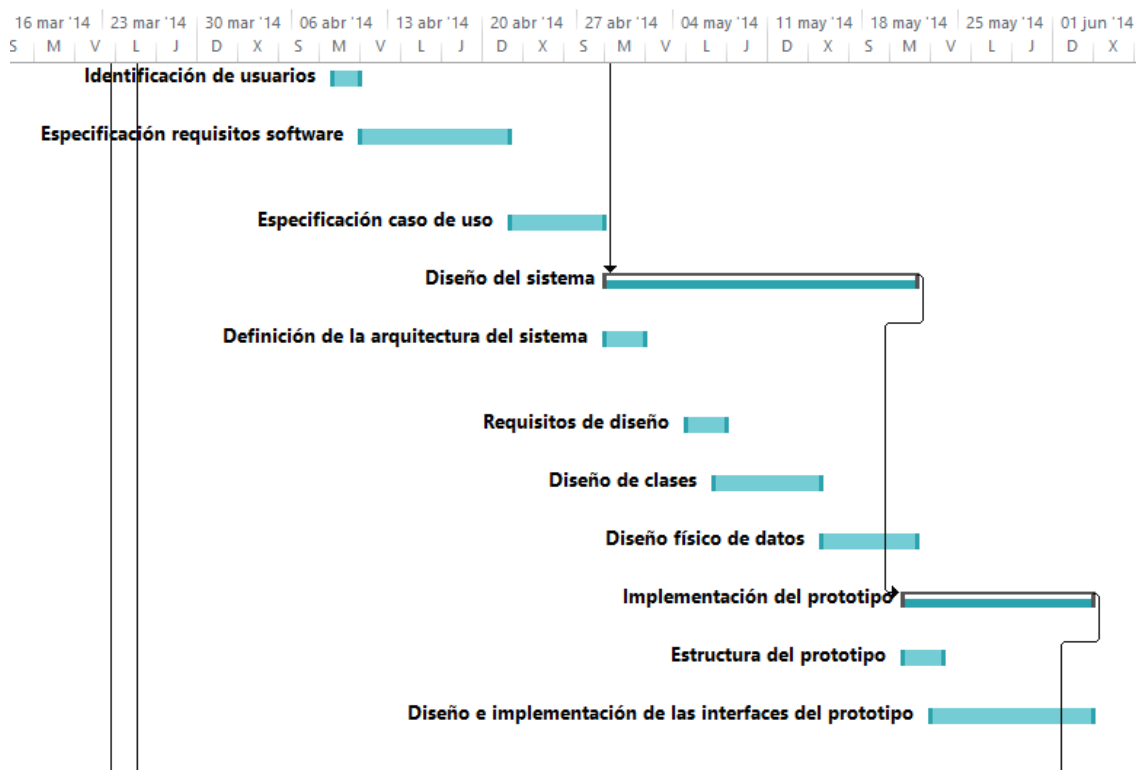 16 mar '14 23 mar '14 30 mar '14 06 abr '14 13 abr '14 20 abr '14 27 abr '14 04 may '14 11 may '14 18 may '14 25 may '14 01 jun '14
S M V L J D X S M V L J D X S M V L J D X S M V L J D X
Identificación de usuarios
Especificación requisitos software
Especificación caso de uso
Diseño del sistema
Definición de la arquitectura del sistema
Requisitos de diseño
Diseño de clases
Diseño físico de datos
Implementación del prototipo
Estructura del prototipo
Diseño e implementación de las interfaces del prototipo